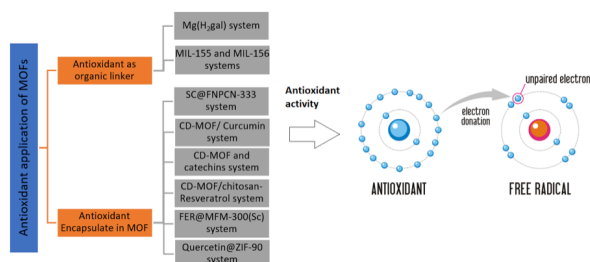 Antioxidant application of MOFs
Antioxidant as
organic linker
Mg(H₂gal) system
MIL-155 and MIL-156
systems
Antioxidant
Encapsulate in MOF
SC@FNPCN-333
system
CD-MOF/ Curcumin
system
CD-MOF and
catechins system
CD-MOF/chitosan-
Resveratrol system
FER@MFM-300(Sc)
system
Quercetin@ZIF-90
system
Antioxidant
activity
ANTIOXIDANT
electron
donation
unpaired electron
FREE RADICAL